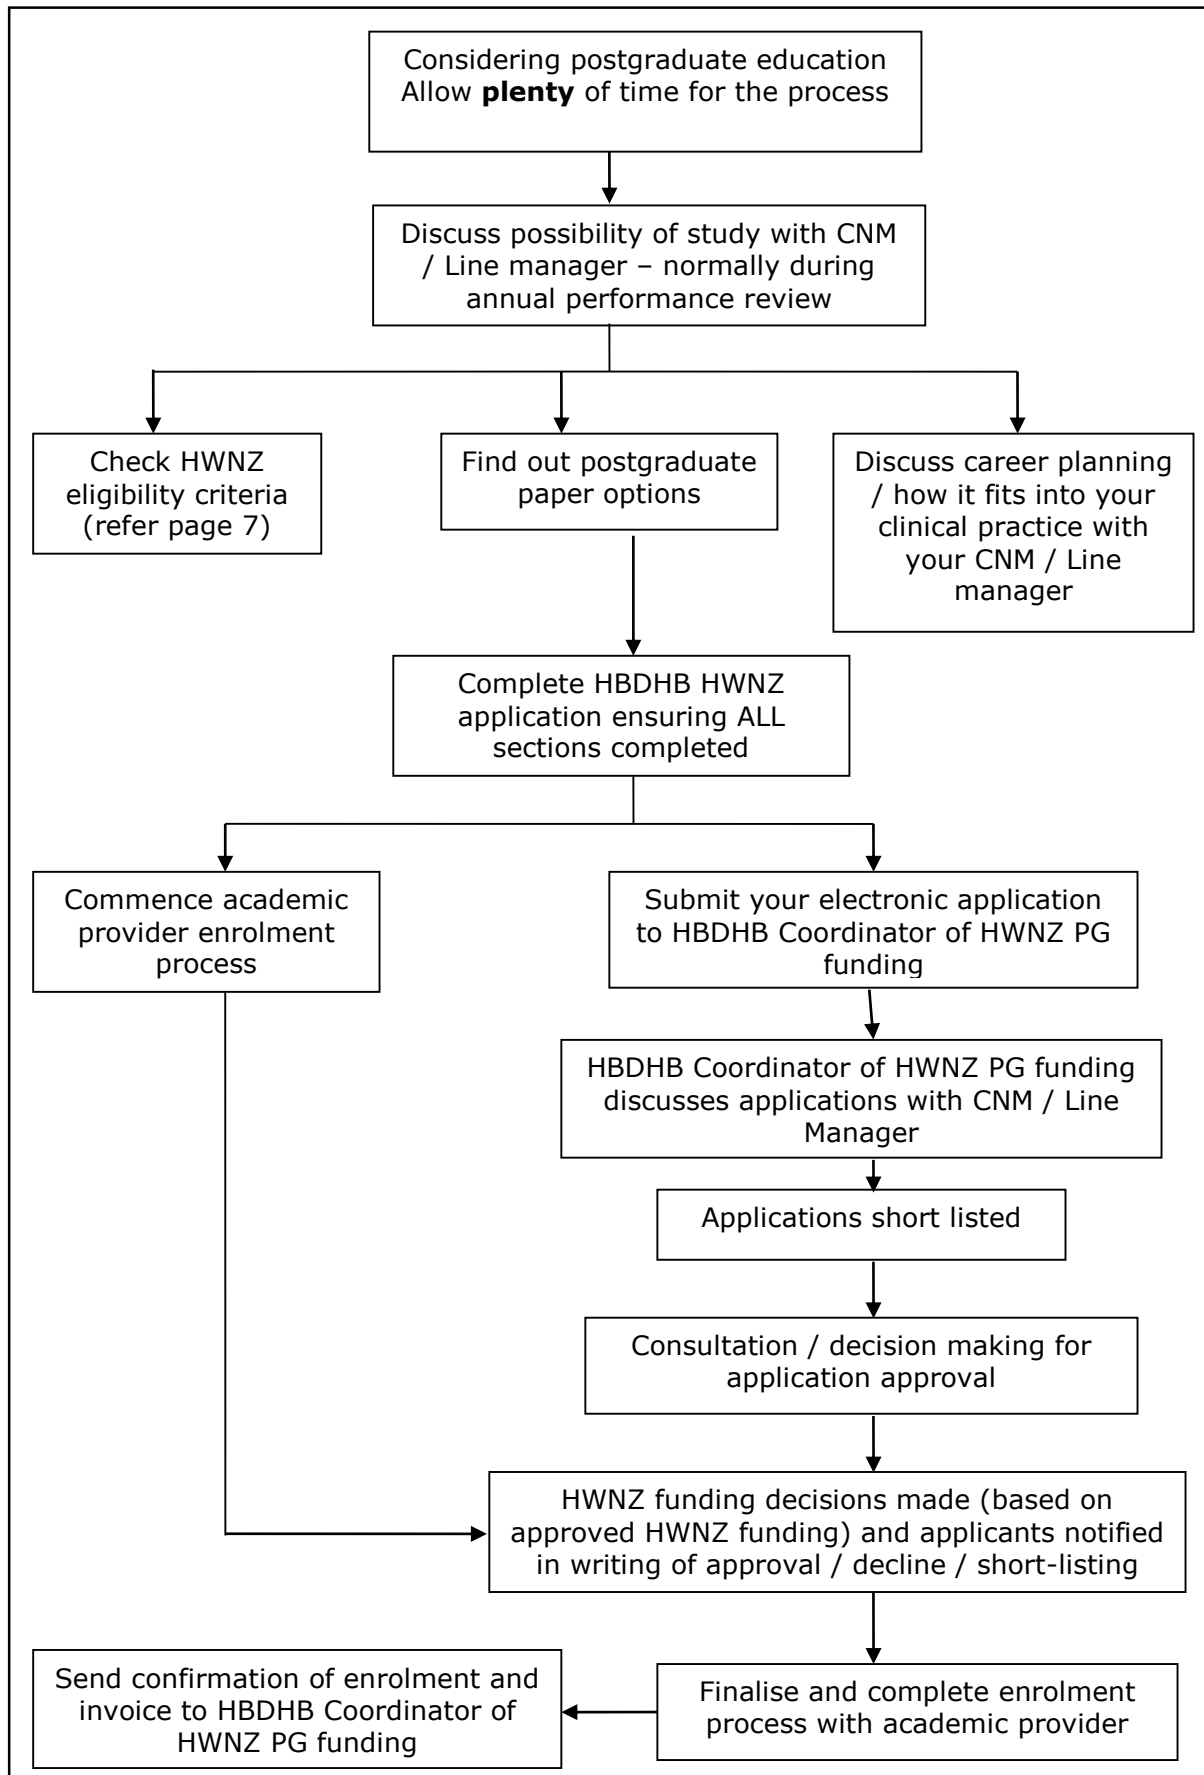 Considering postgraduate education
Allow plenty of time for the process
Discuss possibility of study with CNM
/ Line manager – normally during
annual performance review
Check HWNZ
eligibility criteria
(refer page 7)
Find out postgraduate
paper options
Discuss career planning
/ how it fits into your
clinical practice with
your CNM / Line
manager
Complete HBDHB HWNZ
application ensuring ALL
sections completed
Commence academic
provider enrolment
process
Submit your electronic application
to HBDHB Coordinator of HWNZ PG
funding
HBDHB Coordinator of HWNZ PG funding
discusses applications with CNM / Line
Manager
Applications short listed
Consultation / decision making for
application approval
HWNZ funding decisions made (based on
approved HWNZ funding) and applicants notified
in writing of approval / decline / short-listing
Finalise and complete enrolment
process with academic provider
Send confirmation of enrolment and
invoice to HBDHB Coordinator of
HWNZ PG funding